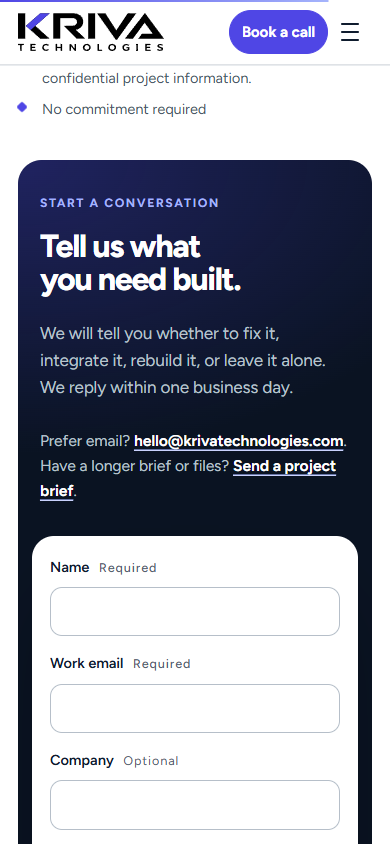 KRIVA
TECHNOLOGIES
Book a call
confidential project information.
No commitment required
START A CONVERSATION
Tell us what
you need built.
We will tell you whether to fix it,
integrate it, rebuild it, or leave it alone.
We reply within one business day.
Prefer email? hello@krivatechnologies.com.
Have a longer brief or files? Send a project
brief.
Name Required
Work email Required
Company Optional